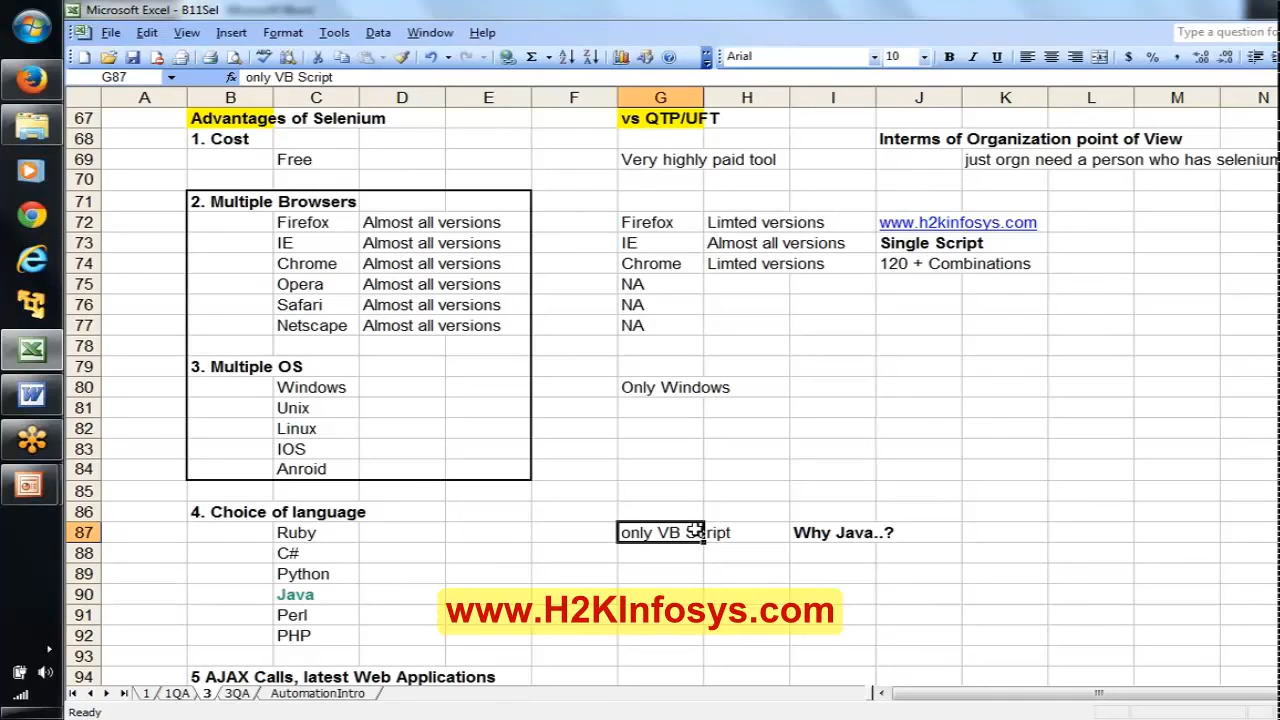 Microsoft Excel - B11Sel
File Edit View Insert Format Tools Data Window Help Type a question fo
Arial 10 B I U $ %
G87 fx only VB Script
A B C D E F G H I J K L M N
67 Advantages of Selenium vs QTP/UFT
68 1. Cost Interms of Organization point of View
69 Free Very highly paid tool just orgn need a person who has selenium
70
71 2. Multiple Browsers
72 Firefox Almost all versions Firefox Limted versions www.h2kinfosys.com
73 IE Almost all versions IE Almost all versions Single Script
74 Chrome Almost all versions Chrome Limted versions 120 + Combinations
75 Opera Almost all versions NA
76 Safari Almost all versions NA
77 Netscape Almost all versions NA
78
79 3. Multiple OS
80 Windows Only Windows
81 Unix
82 Linux
83 IOS
84 Anroid
85
86 4. Choice of language
87 Ruby only VB Script Why Java..?
88 C#
89 Python
90 Java
91 Perl
www.H2KInfosys.com
92 PHP
93
94 5 AJAX Calls, latest Web Applications
1 1QA 3 3QA AutomationIntro
Ready